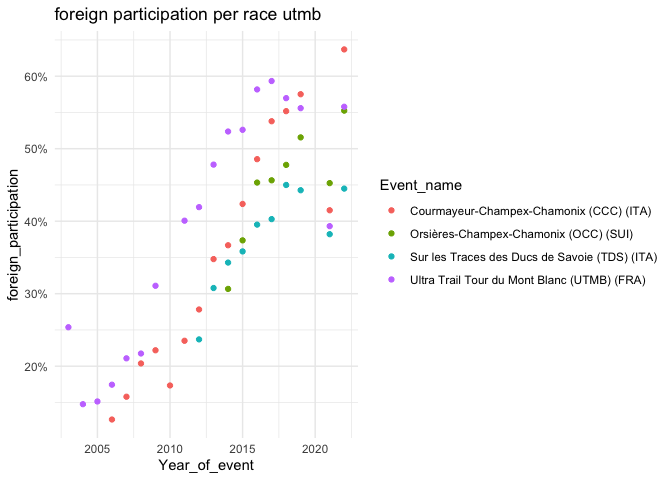 foreign participation per race utmb
60%
50%
40%
30%
20%
foreign_participation
2005 2010 2015 2020
Year_of_event
Event_name
Courmayeur-Champex-Chamonix (CCC) (ITA)
Orsières-Champex-Chamonix (OCC) (SUI)
Sur les Traces des Ducs de Savoie (TDS) (ITA)
Ultra Trail Tour du Mont Blanc (UTMB) (FRA)